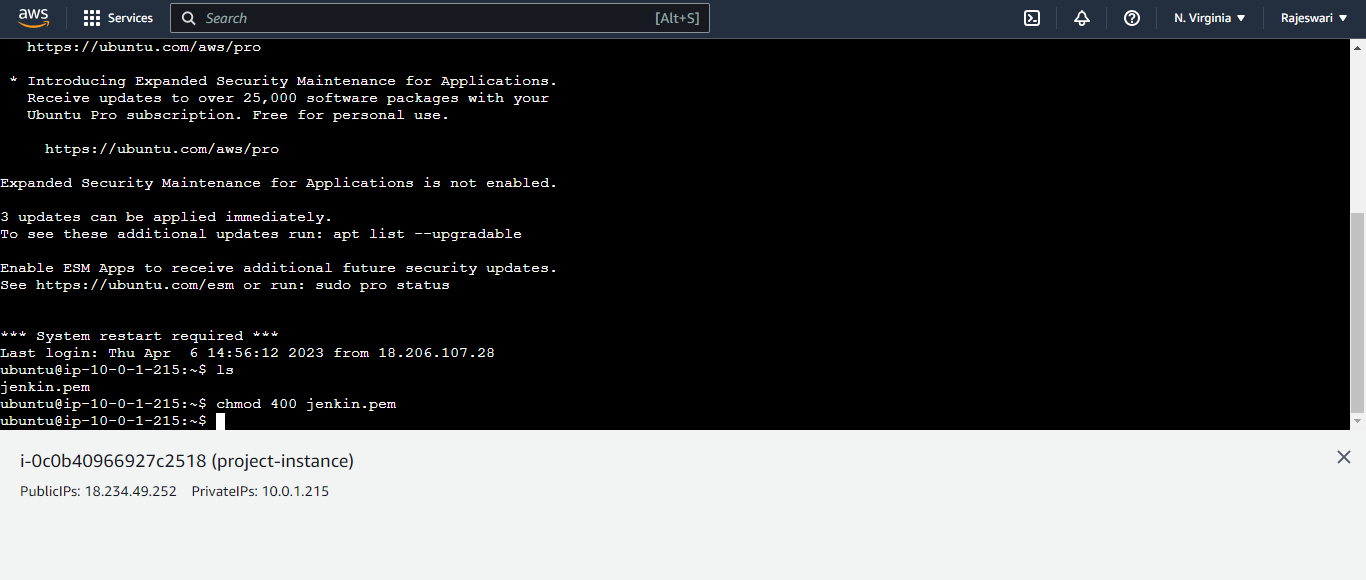 aws Services Search [Alt+S] N. Virginia Rajeswari
https://ubuntu.com/aws/pro
* Introducing Expanded Security Maintenance for Applications.
Receive updates to over 25,000 software packages with your
Ubuntu Pro subscription. Free for personal use.
https://ubuntu.com/aws/pro
Expanded Security Maintenance for Applications is not enabled.
3 updates can be applied immediately.
To see these additional updates run: apt list --upgradable
Enable ESM Apps to receive additional future security updates.
See https://ubuntu.com/esm or run: sudo pro status
*** System restart required ***
Last login: Thu Apr  6 14:56:12 2023 from 18.206.107.28
ubuntu@ip-10-0-1-215:~$ ls
jenkin.pem
ubuntu@ip-10-0-1-215:~$ chmod 400 jenkin.pem
ubuntu@ip-10-0-1-215:~$
i-0c0b40966927c2518 (project-instance)
PublicIPs: 18.234.49.252 PrivateIPs: 10.0.1.215